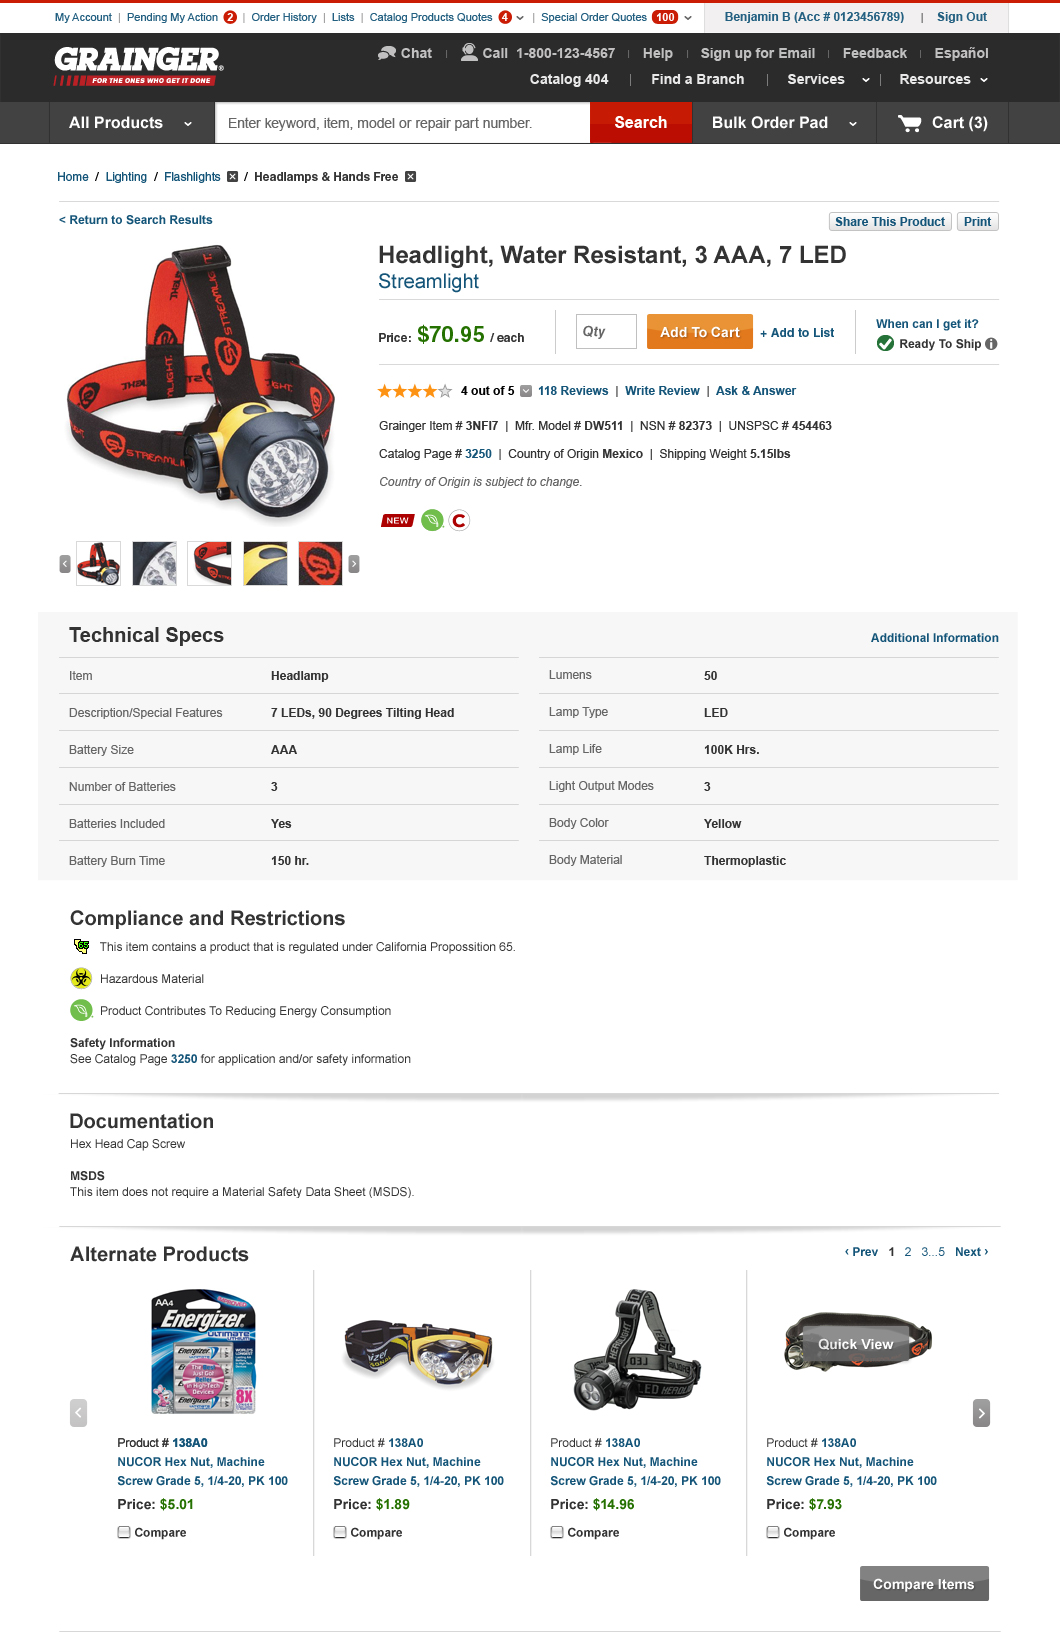 My Account | Pending My Action 2 | Order History | Lists | Catalog Products Quotes 4 | Special Order Quotes 100 Benjamin B (Acc # 0123456789) | Sign Out
GRAINGER®
FOR THE ONES WHO GET IT DONE
Chat | Call 1-800-123-4567 | Help | Sign up for Email | Feedback | Español
Catalog 404 | Find a Branch | Services | Resources
All Products Enter keyword, item, model or repair part number. Search Bulk Order Pad Cart (3)
Home / Lighting / Flashlights / Headlamps & Hands Free
< Return to Search Results Share This Product Print
Headlight, Water Resistant, 3 AAA, 7 LED
Streamlight
Price: $70.95 / each Qty Add To Cart + Add to List
When can I get it?
Ready To Ship
4 out of 5 118 Reviews | Write Review | Ask & Answer
Grainger Item # 3NFI7 | Mfr. Model # DW511 | NSN # 82373 | UNSPSC # 454463
Catalog Page # 3250 | Country of Origin Mexico | Shipping Weight 5.15lbs
Country of Origin is subject to change.
NEW C
Technical Specs Additional Information
Item Headlamp Lumens 50
Description/Special Features 7 LEDs, 90 Degrees Tilting Head Lamp Type LED
Battery Size AAA Lamp Life 100K Hrs.
Number of Batteries 3 Light Output Modes 3
Batteries Included Yes Body Color Yellow
Battery Burn Time 150 hr. Body Material Thermoplastic
Compliance and Restrictions
This item contains a product that is regulated under California Propossition 65.
Hazardous Material
Product Contributes To Reducing Energy Consumption
Safety Information
See Catalog Page 3250 for application and/or safety information
Documentation
Hex Head Cap Screw
MSDS
This item does not require a Material Safety Data Sheet (MSDS).
Alternate Products ‹ Prev 1 2 3...5 Next ›
AA4
Energizer
ULTIMATE
8X
Quick View
Product # 138A0 Product # 138A0 Product # 138A0 Product # 138A0
NUCOR Hex Nut, Machine NUCOR Hex Nut, Machine NUCOR Hex Nut, Machine NUCOR Hex Nut, Machine
Screw Grade 5, 1/4-20, PK 100 Screw Grade 5, 1/4-20, PK 100 Screw Grade 5, 1/4-20, PK 100 Screw Grade 5, 1/4-20, PK 100
Price: $5.01 Price: $1.89 Price: $14.96 Price: $7.93
Compare Compare Compare Compare
Compare Items